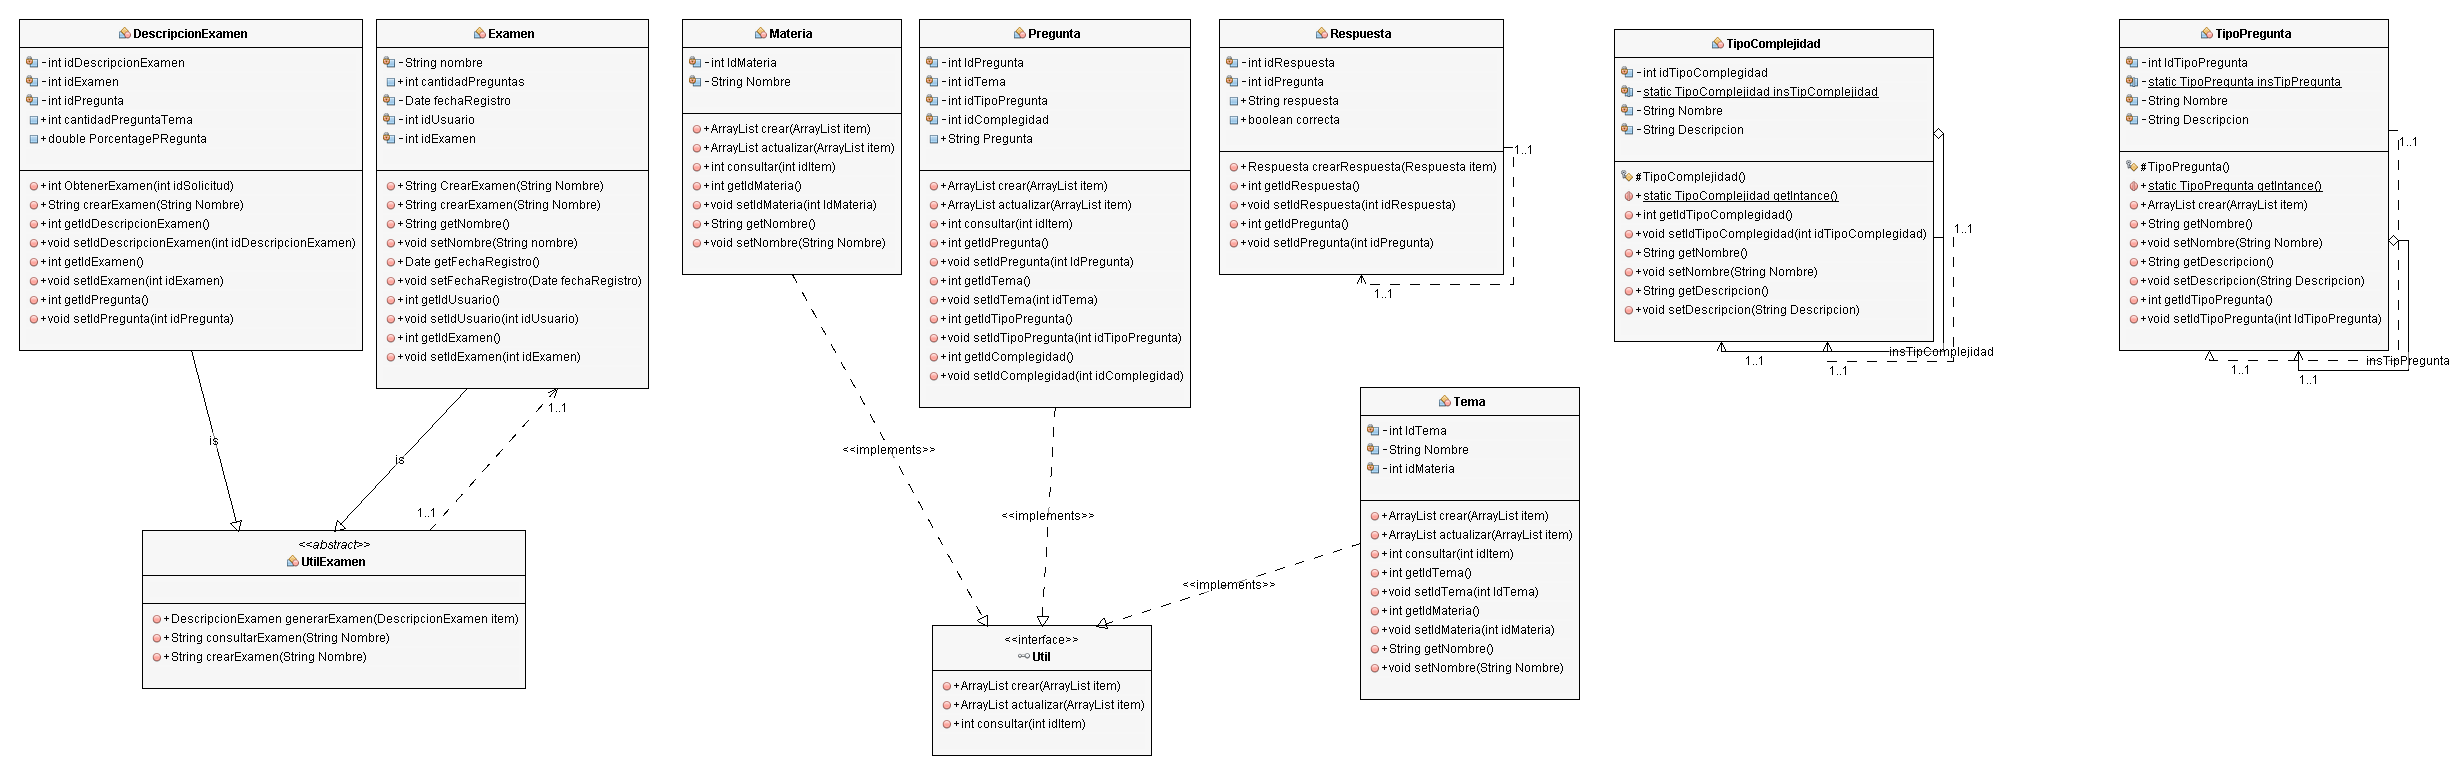 DescripcionExamen
- int idDescripcionExamen
- int idExamen
- int idPregunta
+ int cantidadPreguntaTema
+ double PorcentagePRegunta
+ int ObtenerExamen(int idSolicitud)
+ String crearExamen(String Nombre)
+ int getIdDescripcionExamen()
+ void setIdDescripcionExamen(int idDescripcionExamen)
+ int getIdExamen()
+ void setIdExamen(int idExamen)
+ int getIdPregunta()
+ void setIdPregunta(int idPregunta)
Examen
- String nombre
+ int cantidadPreguntas
- Date fechaRegistro
- int idUsuario
- int idExamen
+ String CrearExamen(String Nombre)
+ String crearExamen(String Nombre)
+ String getNombre()
+ void setNombre(String nombre)
+ Date getFechaRegistro()
+ void setFechaRegistro(Date fechaRegistro)
+ int getIdUsuario()
+ void setIdUsuario(int idUsuario)
+ int getIdExamen()
+ void setIdExamen(int idExamen)
Materia
- int IdMateria
- String Nombre
+ ArrayList crear(ArrayList item)
+ ArrayList actualizar(ArrayList item)
+ int consultar(int idItem)
+ int getIdMateria()
+ void setIdMateria(int IdMateria)
+ String getNombre()
+ void setNombre(String Nombre)
Pregunta
- int IdPregunta
- int idTema
- int idTipoPregunta
- int idComplegidad
+ String Pregunta
+ ArrayList crear(ArrayList item)
+ ArrayList actualizar(ArrayList item)
+ int consultar(int idItem)
+ int getIdPregunta()
+ void setIdPregunta(int IdPregunta)
+ int getIdTema()
+ void setIdTema(int idTema)
+ int getIdTipoPregunta()
+ void setIdTipoPregunta(int idTipoPregunta)
+ int getIdComplegidad()
+ void setIdComplegidad(int idComplegidad)
Respuesta
- int idRespuesta
- int idPregunta
+ String respuesta
+ boolean correcta
+ Respuesta crearRespuesta(Respuesta item)
+ int getIdRespuesta()
+ void setIdRespuesta(int idRespuesta)
+ int getIdPregunta()
+ void setIdPregunta(int idPregunta)
1..1
1..1
TipoComplejidad
- int idTipoComplegidad
- static TipoComplejidad insTipComplejidad
- String Nombre
- String Descripcion
# TipoComplejidad()
+ static TipoComplejidad getIntance()
+ int getIdTipoComplegidad()
+ void setIdTipoComplegidad(int idTipoComplegidad)
+ String getNombre()
+ void setNombre(String Nombre)
+ String getDescripcion()
+ void setDescripcion(String Descripcion)
1..1
insTipComplejidad
1..1
1..1
TipoPregunta
- int IdTipoPregunta
- static TipoPregunta insTipPregunta
- String Nombre
- String Descripcion
# TipoPregunta()
+ static TipoPregunta getIntance()
+ ArrayList crear(ArrayList item)
+ String getNombre()
+ void setNombre(String Nombre)
+ String getDescripcion()
+ void setDescripcion(String Descripcion)
+ int getIdTipoPregunta()
+ void setIdTipoPregunta(int IdTipoPregunta)
1..1
insTipPregunta
1..1
1..1
is
is
1..1
1..1
<<implements>>
<<implements>>
<<implements>>
<<abstract>>
UtilExamen
+ DescripcionExamen generarExamen(DescripcionExamen item)
+ String consultarExamen(String Nombre)
+ String crearExamen(String Nombre)
<<interface>>
Util
+ ArrayList crear(ArrayList item)
+ ArrayList actualizar(ArrayList item)
+ int consultar(int idItem)
Tema
- int IdTema
- String Nombre
- int idMateria
+ ArrayList crear(ArrayList item)
+ ArrayList actualizar(ArrayList item)
+ int consultar(int idItem)
+ int getIdTema()
+ void setIdTema(int IdTema)
+ int getIdMateria()
+ void setIdMateria(int idMateria)
+ String getNombre()
+ void setNombre(String Nombre)